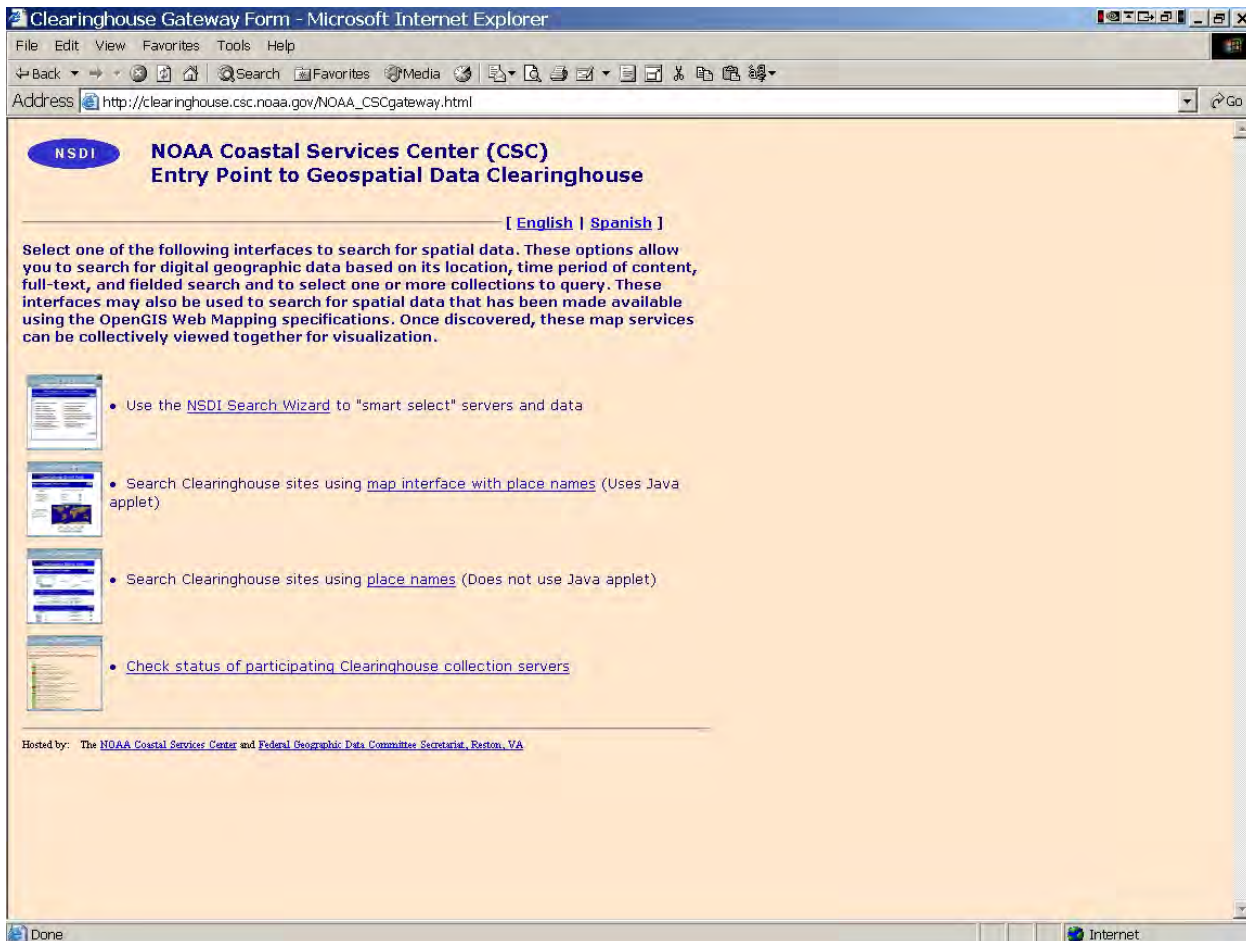 Clearinghouse Gateway Form - Microsoft Internet Explorer
File Edit View Favorites Tools Help
Back Search Favorites Media
Address http://clearinghouse.csc.noaa.gov/NOAA_CSCgateway.html Go
NSDI
NOAA Coastal Services Center (CSC)
Entry Point to Geospatial Data Clearinghouse
[ English | Spanish ]
Select one of the following interfaces to search for spatial data. These options allow
you to search for digital geographic data based on its location, time period of content,
full-text, and fielded search and to select one or more collections to query. These
interfaces may also be used to search for spatial data that has been made available
using the OpenGIS Web Mapping specifications. Once discovered, these map services
can be collectively viewed together for visualization.
• Use the NSDI Search Wizard to "smart select" servers and data
• Search Clearinghouse sites using map interface with place names (Uses Java
applet)
• Search Clearinghouse sites using place names (Does not use Java applet)
• Check status of participating Clearinghouse collection servers
Hosted by: The NOAA Coastal Services Center and Federal Geographic Data Committee Secretariat, Reston, VA
Done Internet